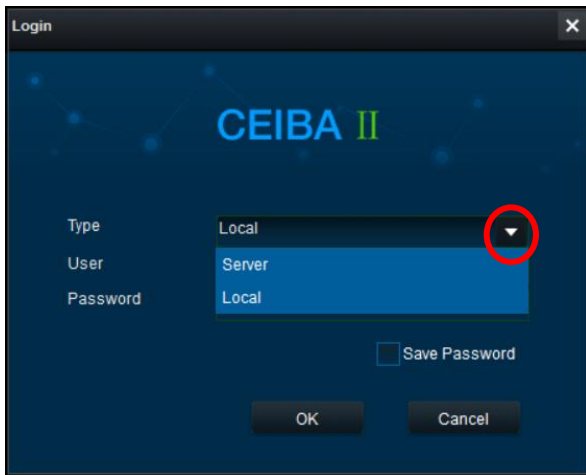 Login
CEIBA II
Type
Local
User
Server
Password
Local
Save Password
OK
Cancel